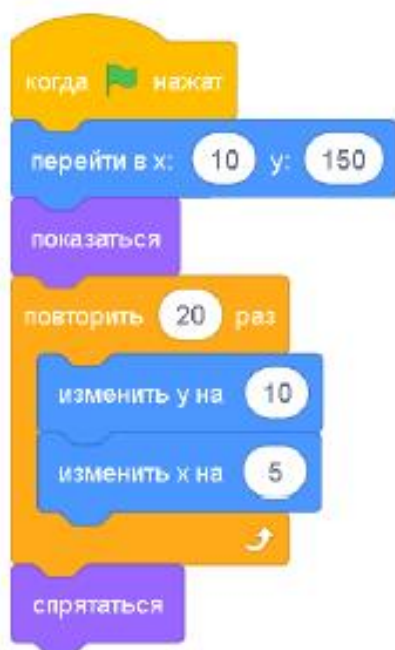 когда нажат
перейти в x: 10 y: 150
показаться
повторить 20 раз
изменить y на 10
изменить x на 5
спрятаться